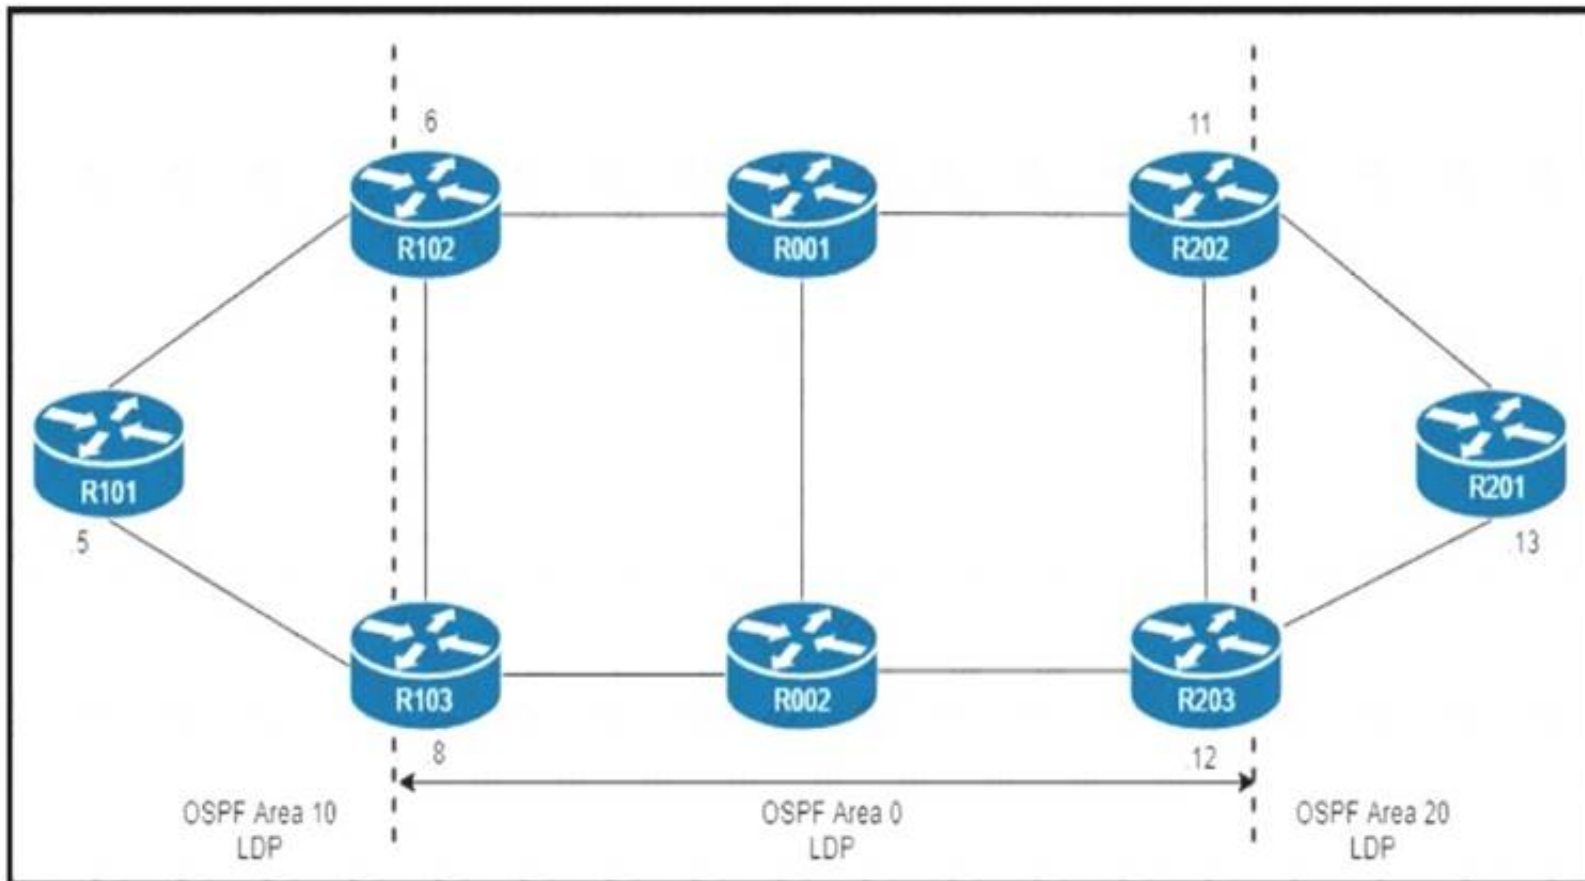 .6
11
R102
R001
R202
R101
R201
.5
.13
R103
R002
R203
.8
.12
OSPF Area 10
LDP
OSPF Area 0
LDP
OSPF Area 20
LDP